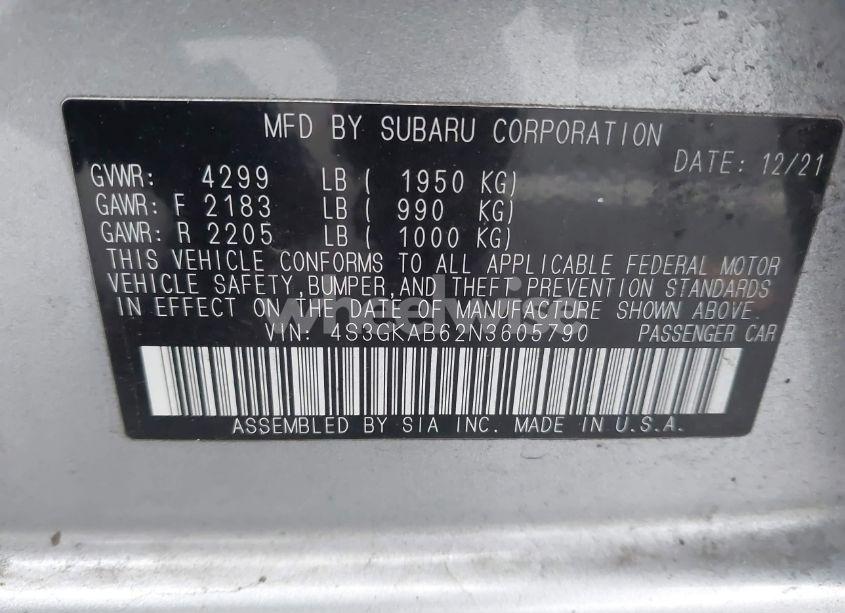 MFD BY SUBARU CORPORATION
DATE: 12/21
GVWR: 4299 LB ( 1950 KG)
GAWR: F 2183 LB ( 990 KG)
GAWR: R 2205 LB ( 1000 KG)
THIS VEHICLE CONFORMS TO ALL APPLICABLE FEDERAL MOTOR
VEHICLE SAFETY,BUMPER,AND THEFT PREVENTION STANDARDS
IN EFFECT ON THE DATE OF MANUFACTURE SHOWN ABOVE.
wheelwise
VIN: 4S3GKAB62N3605790 PASSENGER CAR
ASSEMBLED BY SIA INC. MADE IN U.S.A.